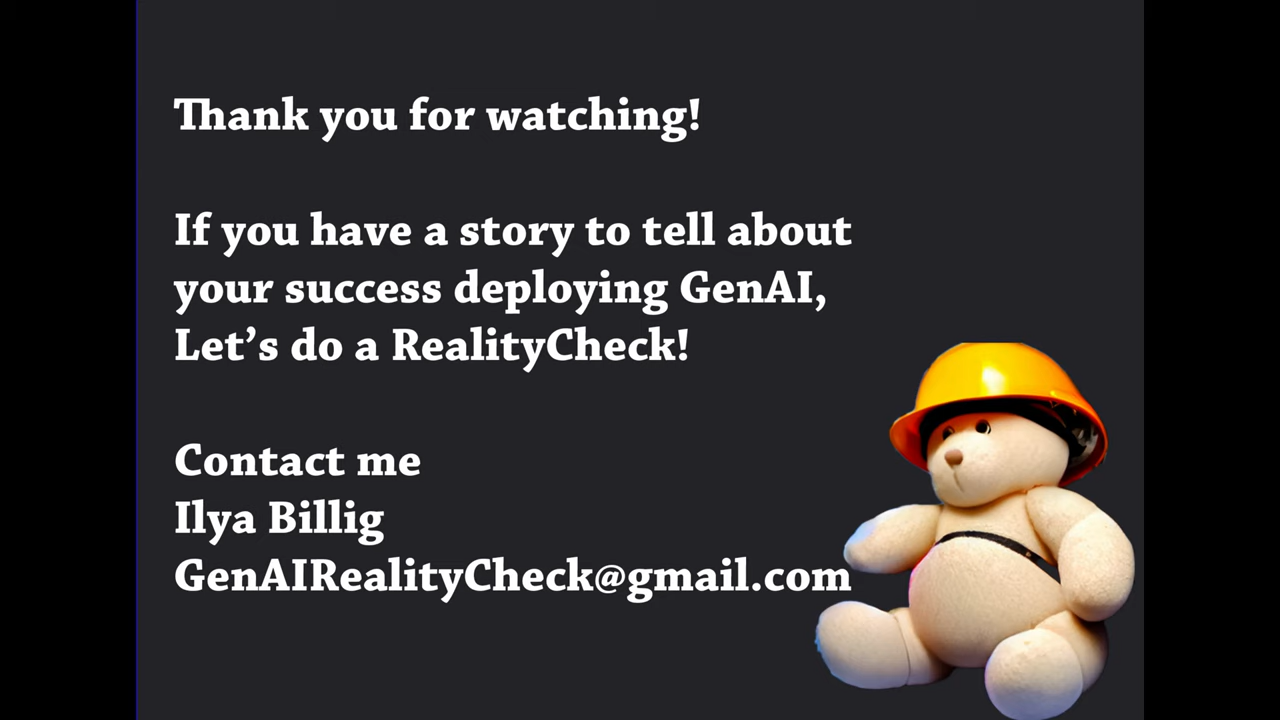 Thank you for watching!
If you have a story to tell about
your success deploying GenAI,
Let’s do a RealityCheck!
Contact me
Ilya Billig
GenAIRealityCheck@gmail.com